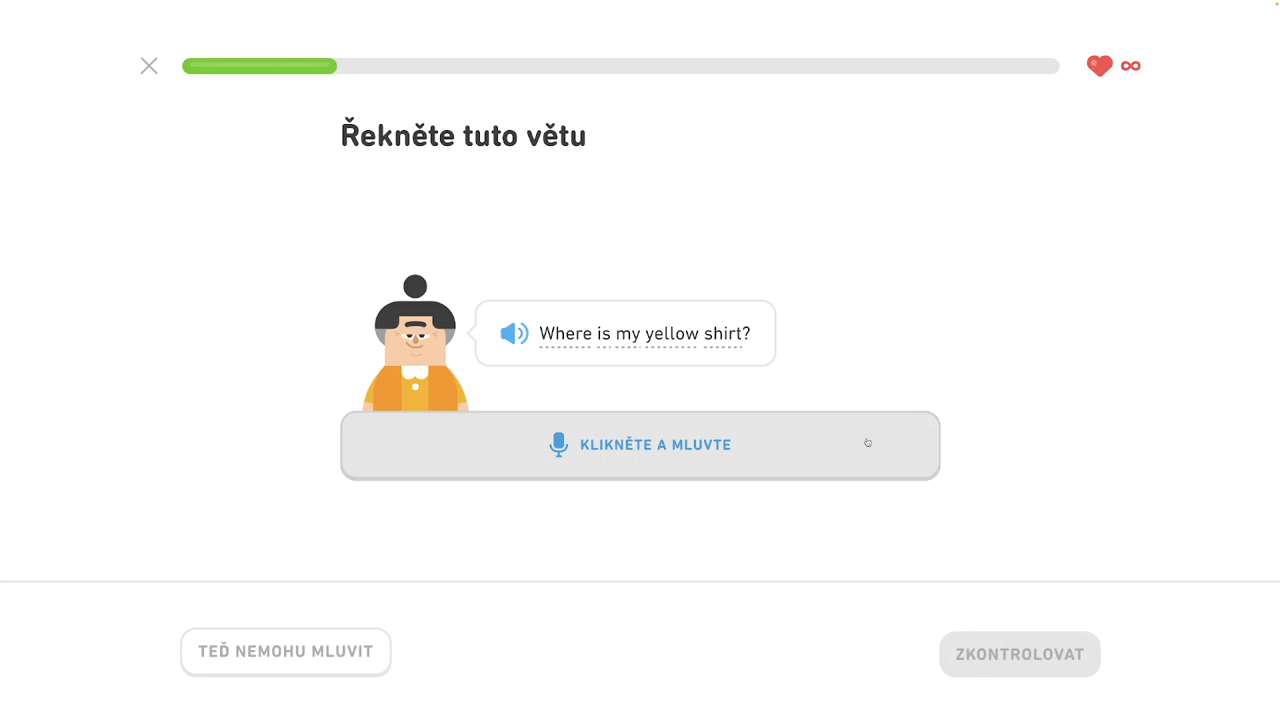 Řekněte tuto větu
Where is my yellow shirt?
KLIKNĚTE A MLUVTE
TEĎ NEMOHU MLUVIT
ZKONTROLOVAT